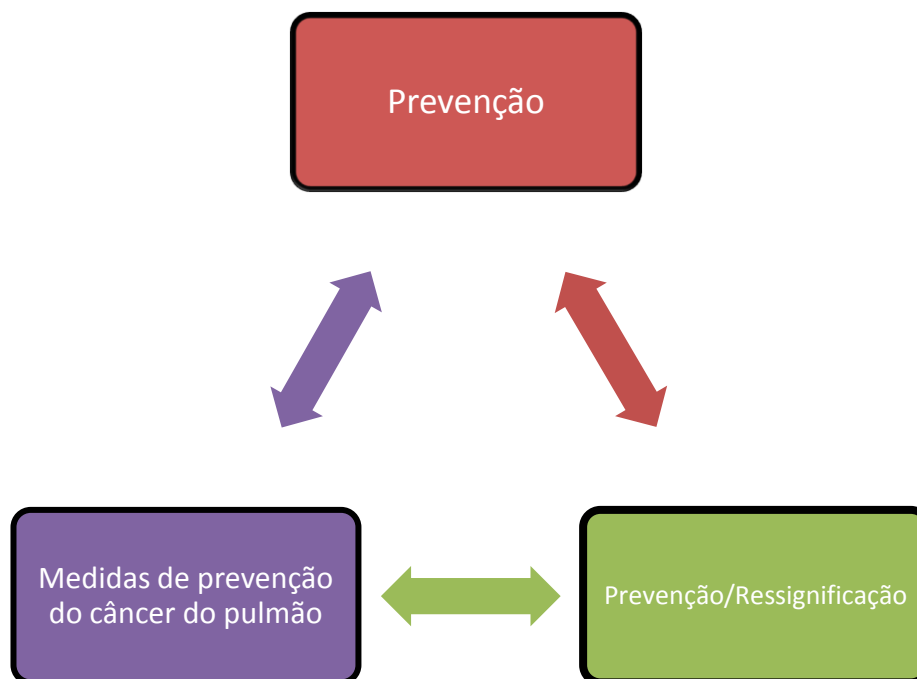 Prevenção
Medidas de prevenção
do câncer do pulmão
Prevenção/Ressignificação